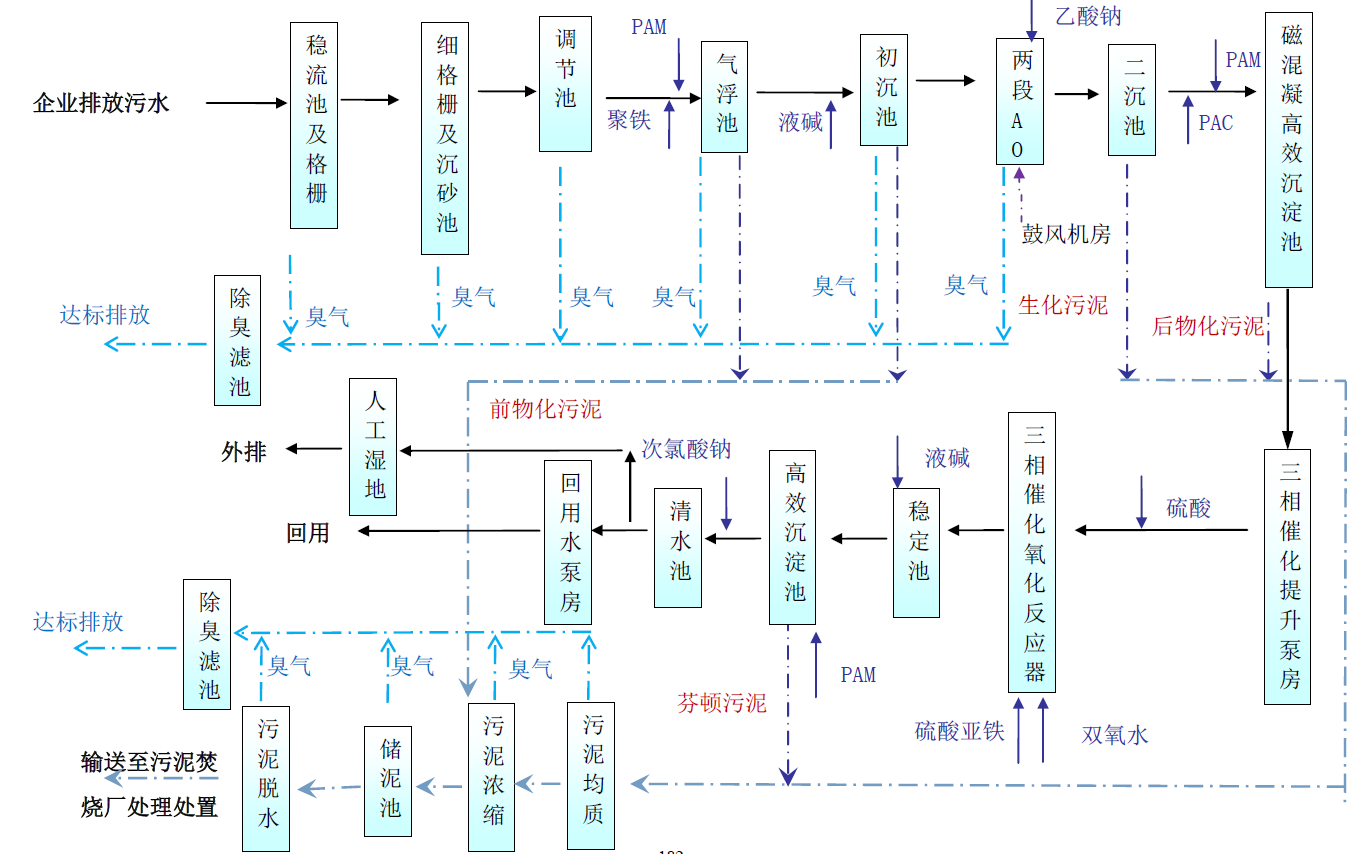 企业排放污水
稳流池及格栅
细格栅及沉砂池
调节池
PAM
聚铁
气浮池
液碱
初沉池
乙酸钠
两段AO
鼓风机房
二沉池
PAM
PAC
磁混凝高效沉淀池
达标排放
除臭滤池
臭气
臭气
臭气
臭气
臭气
臭气
生化污泥
后物化污泥
前物化污泥
外排
人工湿地
回用
回用水泵房
次氯酸钠
清水池
高效沉淀池
液碱
稳定池
三相催化氧化反应器
硫酸
三相催化提升泵房
达标排放
除臭滤池
臭气
臭气
臭气
芬顿污泥
PAM
硫酸亚铁
双氧水
输送至污泥焚
烧厂处理处置
污泥脱水
储泥池
污泥浓缩
污泥均质